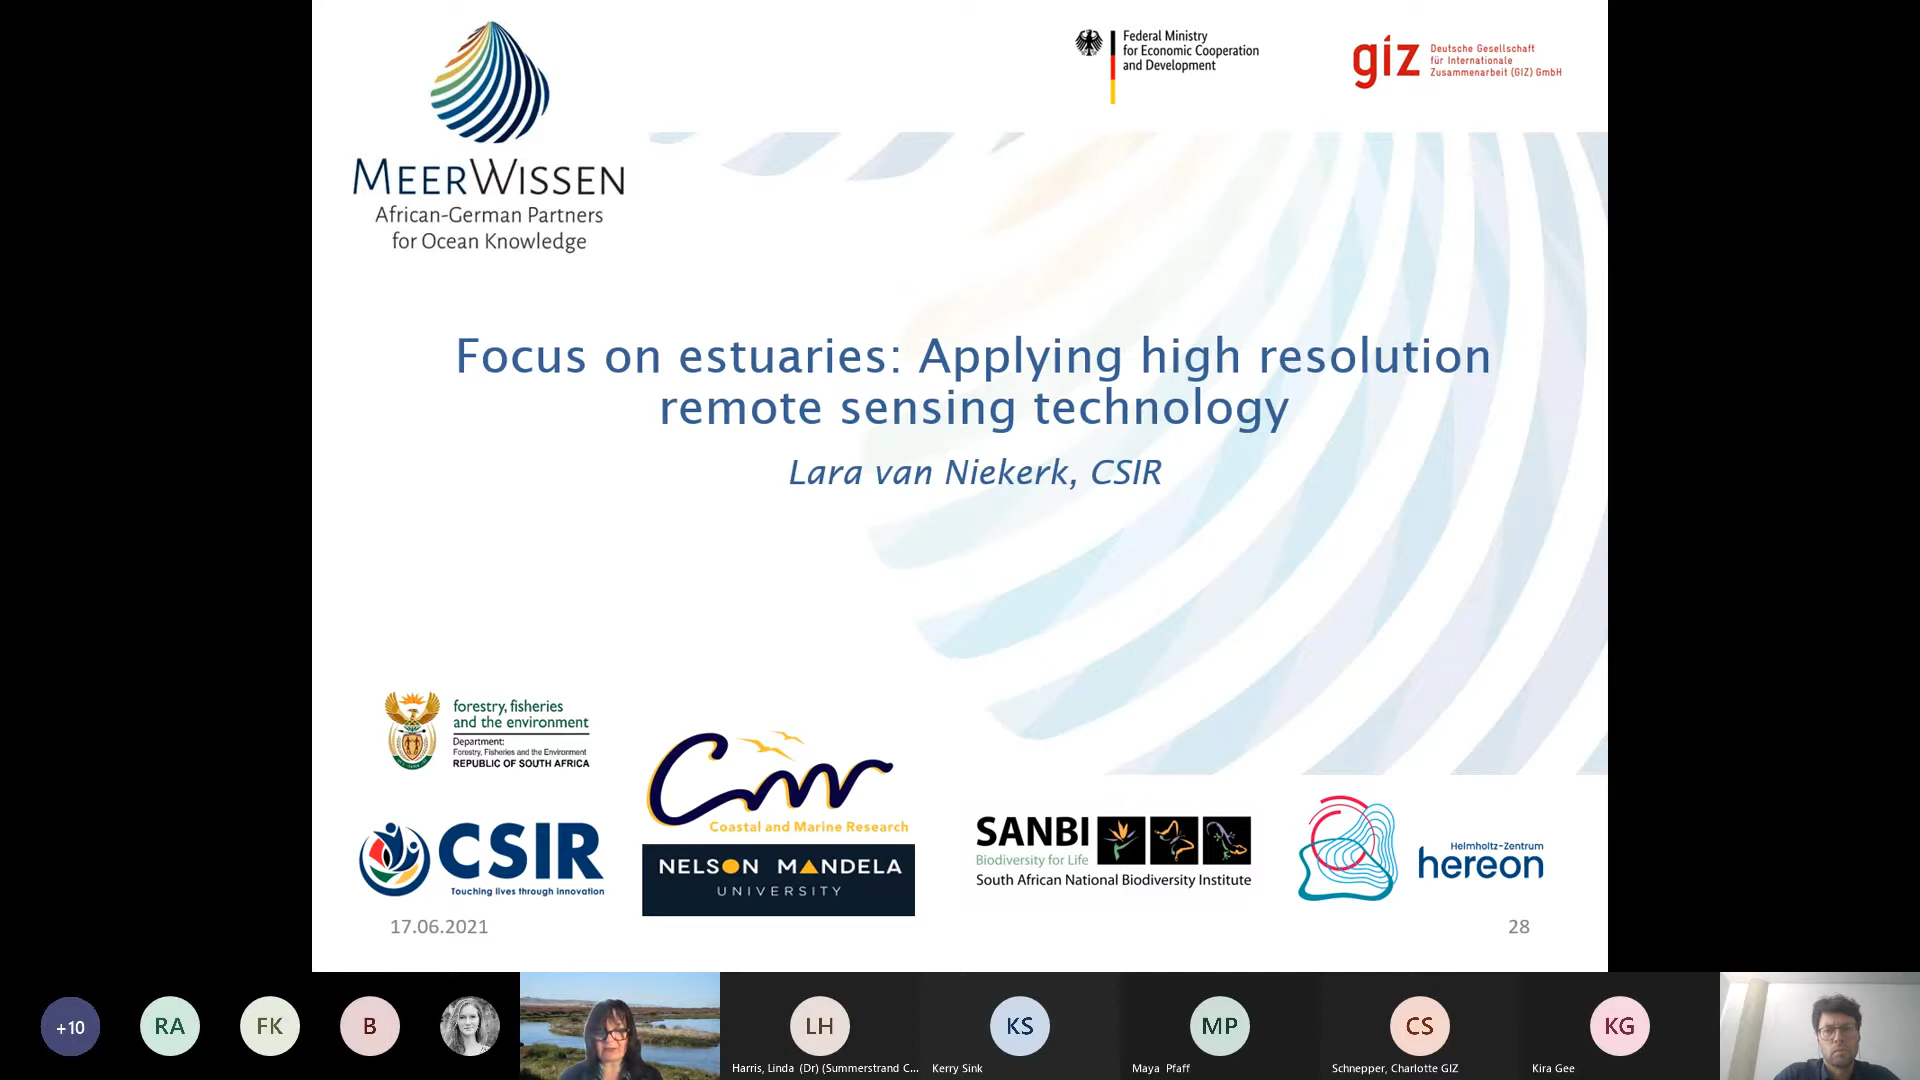 MEERWISSEN
African-German Partners
for Ocean Knowledge
Federal Ministry
for Economic Cooperation
and Development
giz
Deutsche Gesellschaft
für Internationale
Zusammenarbeit (GIZ) GmbH
Focus on estuaries: Applying high resolution
remote sensing technology
Lara van Niekerk, CSIR
forestry, fisheries
and the environment
Department:
Forestry, Fisheries and the Environment
REPUBLIC OF SOUTH AFRICA
CSIR
Touching lives through innovation
Cmr
Coastal and Marine Research
NELSON MANDELA
UNIVERSITY
SANBI
Biodiversity for Life
South African National Biodiversity Institute
Helmholtz-Zentrum
hereon
17.06.2021
28
+10
RA
FK
B
LH
KS
MP
CS
KG
Harris, Linda (Dr) (Summerstrand C...
Kerry Sink
Maya Pfaff
Schnepper, Charlotte GIZ
Kira Gee